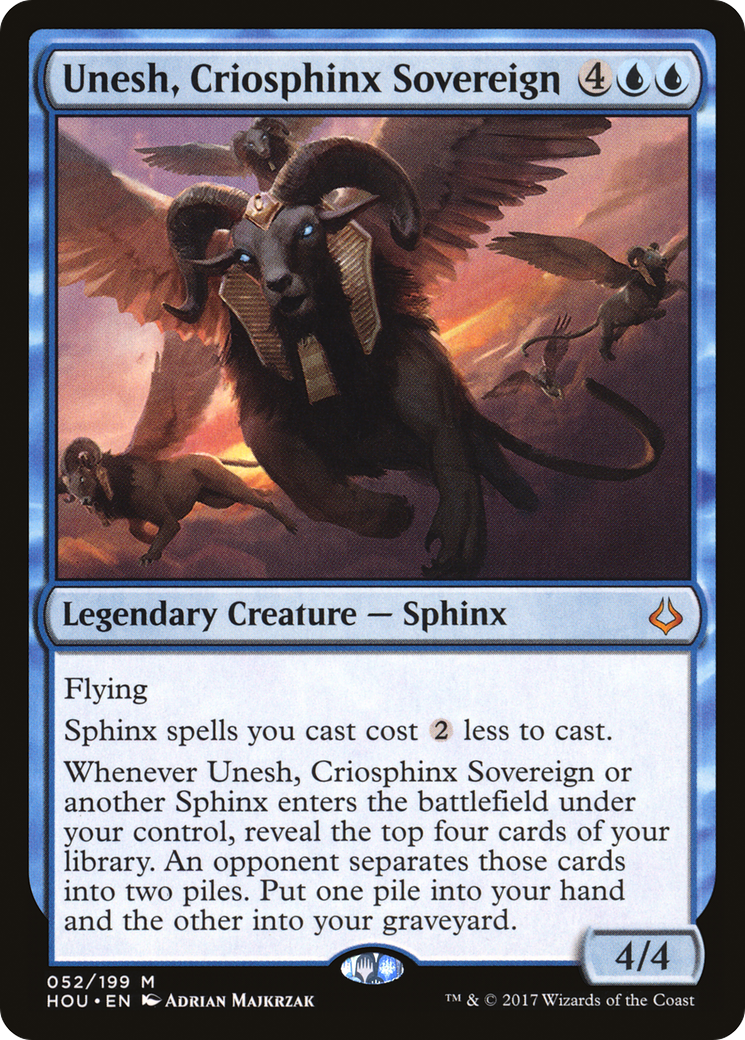 Unesh, Criosphinx Sovereign 4
Legendary Creature — Sphinx
Flying
Sphinx spells you cast cost 2 less to cast.
Whenever Unesh, Criosphinx Sovereign or
another Sphinx enters the battlefield under
your control, reveal the top four cards of your
library. An opponent separates those cards
into two piles. Put one pile into your hand
and the other into your graveyard.
4/4
052/199 M
HOU • EN Adrian Majkrzak
™ & © 2017 Wizards of the Coast